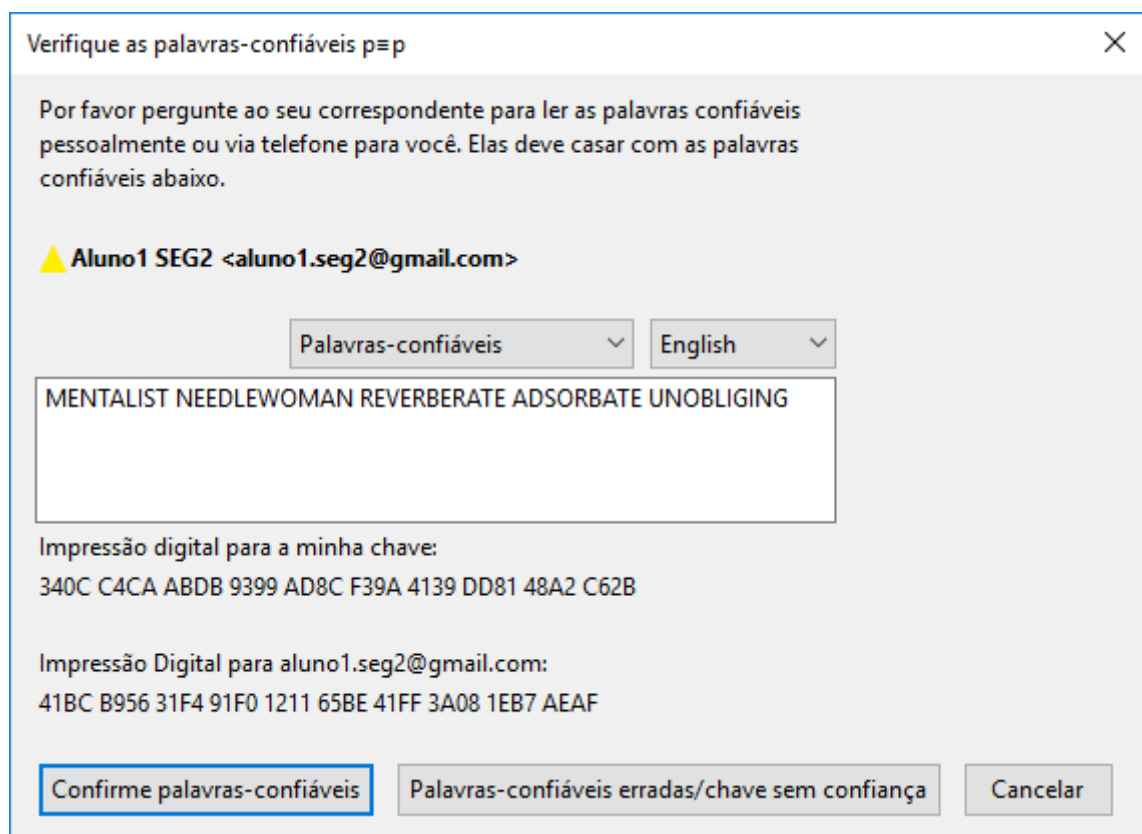 Verifique as palavras-confiáveis p≡p
Por favor pergunte ao seu correspondente para ler as palavras confiáveis
pessoalmente ou via telefone para você. Elas deve casar com as palavras
confiáveis abaixo.
Aluno1 SEG2 <aluno1.seg2@gmail.com>
Palavras-confiáveis English
MENTALIST NEEDLEWOMAN REVERBERATE ADSORBATE UNOBLIGING
Impressão digital para a minha chave:
340C C4CA ABDB 9399 AD8C F39A 4139 DD81 48A2 C62B
Impressão Digital para aluno1.seg2@gmail.com:
41BC B956 31F4 91F0 1211 65BE 41FF 3A08 1EB7 AEAF
Confirme palavras-confiáveis Palavras-confiáveis erradas/chave sem confiança Cancelar